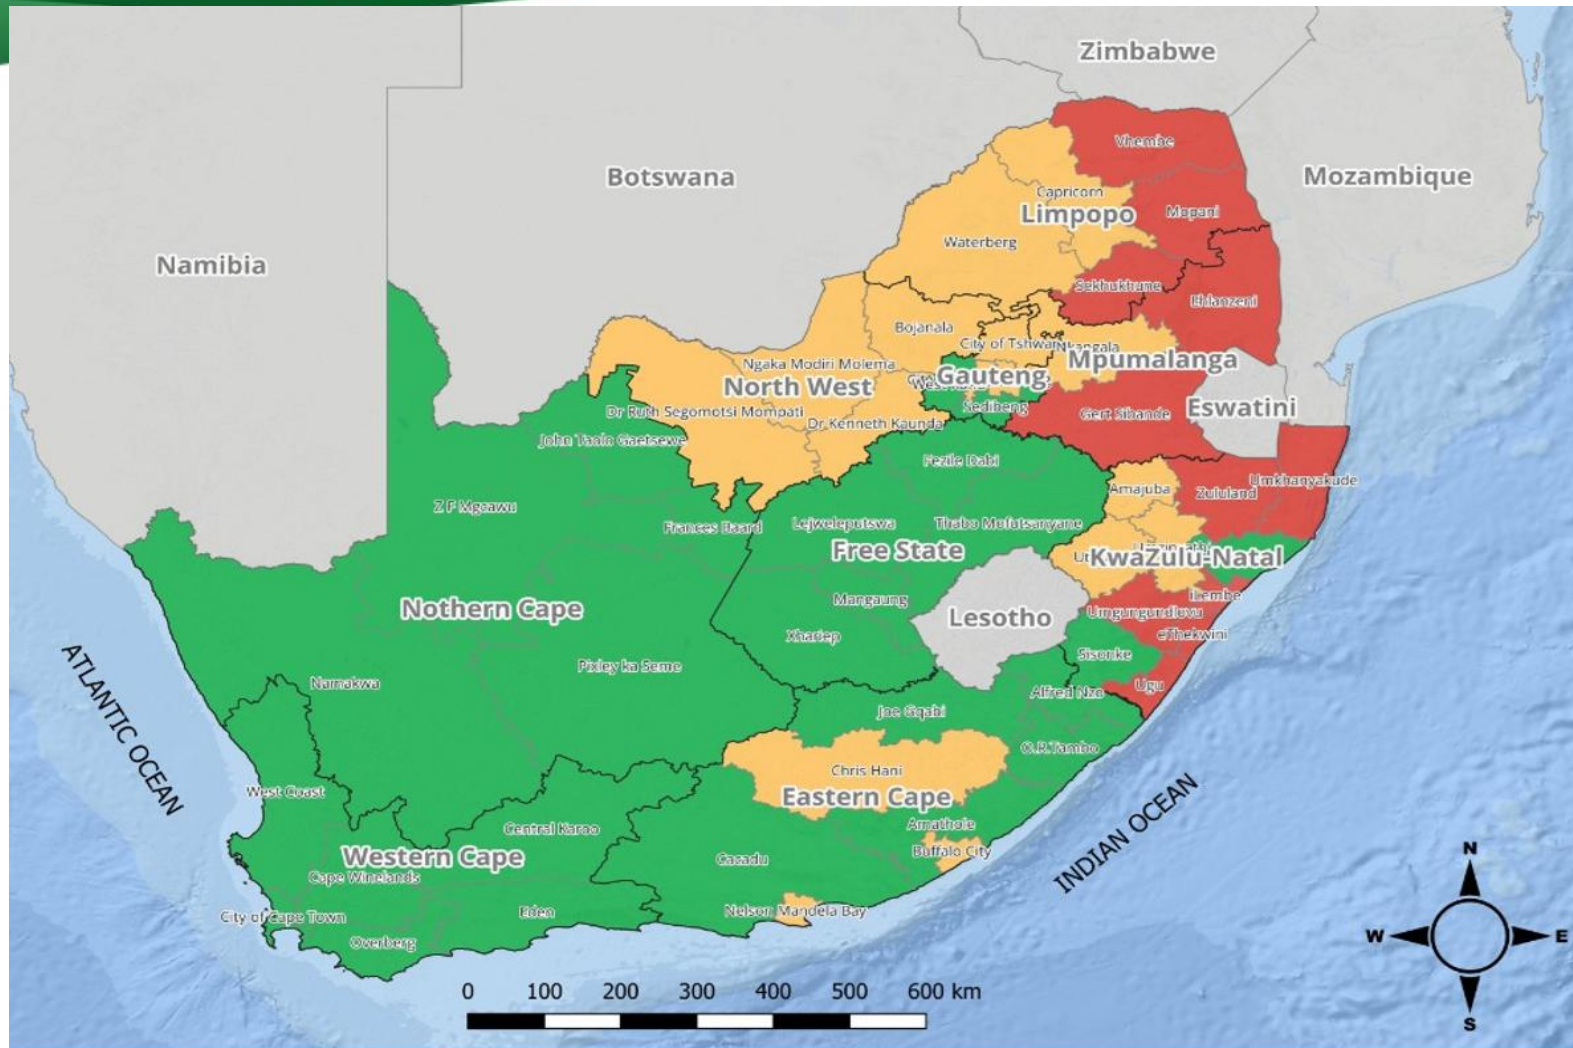 Zimbabwe
Vhembe
Botswana
Mozambique
Capricorn
Limpopo
Mopani
Waterberg
Namibia
Sekhukhune
Ehlanzeni
Bojanala
City of Tshwa
Nkangala
Ngaka Modiri Molema
Mpumalanga
Gauteng
North West
Eswatini
Sedibeng
Gert Sibande
Dr Ruth Segomotsi Mompati
Dr Kenneth Kaunda
John Taolo Gaetsewe
Fezile Dabi
Umkhanyakude
Amajuba
Zululand
Z F Mgcawu
Frances Baard
Lejweleputswa
Thabo Mofutsanyane
Free State
KwaZulu-Natal
Mangaung
iLembe
Nothern Cape
Lesotho
Umgungundlovu
eThekwini
Xhariep
Sisonke
Pixley ka Seme
Namakwa
Ugu
Alfred Nzo
Joe Gqabi
ATLANTIC OCEAN
O.R.Tambo
Chris Hani
West Coast
Eastern Cape
Central Karoo
Amathole
INDIAN OCEAN
Buffalo City
Western Cape
Cacadu
Cape Winelands
City of Cape Town
Eden
Nelson Mandela Bay
Overberg
N
W
E
S
0 100 200 300 400 500 600 km